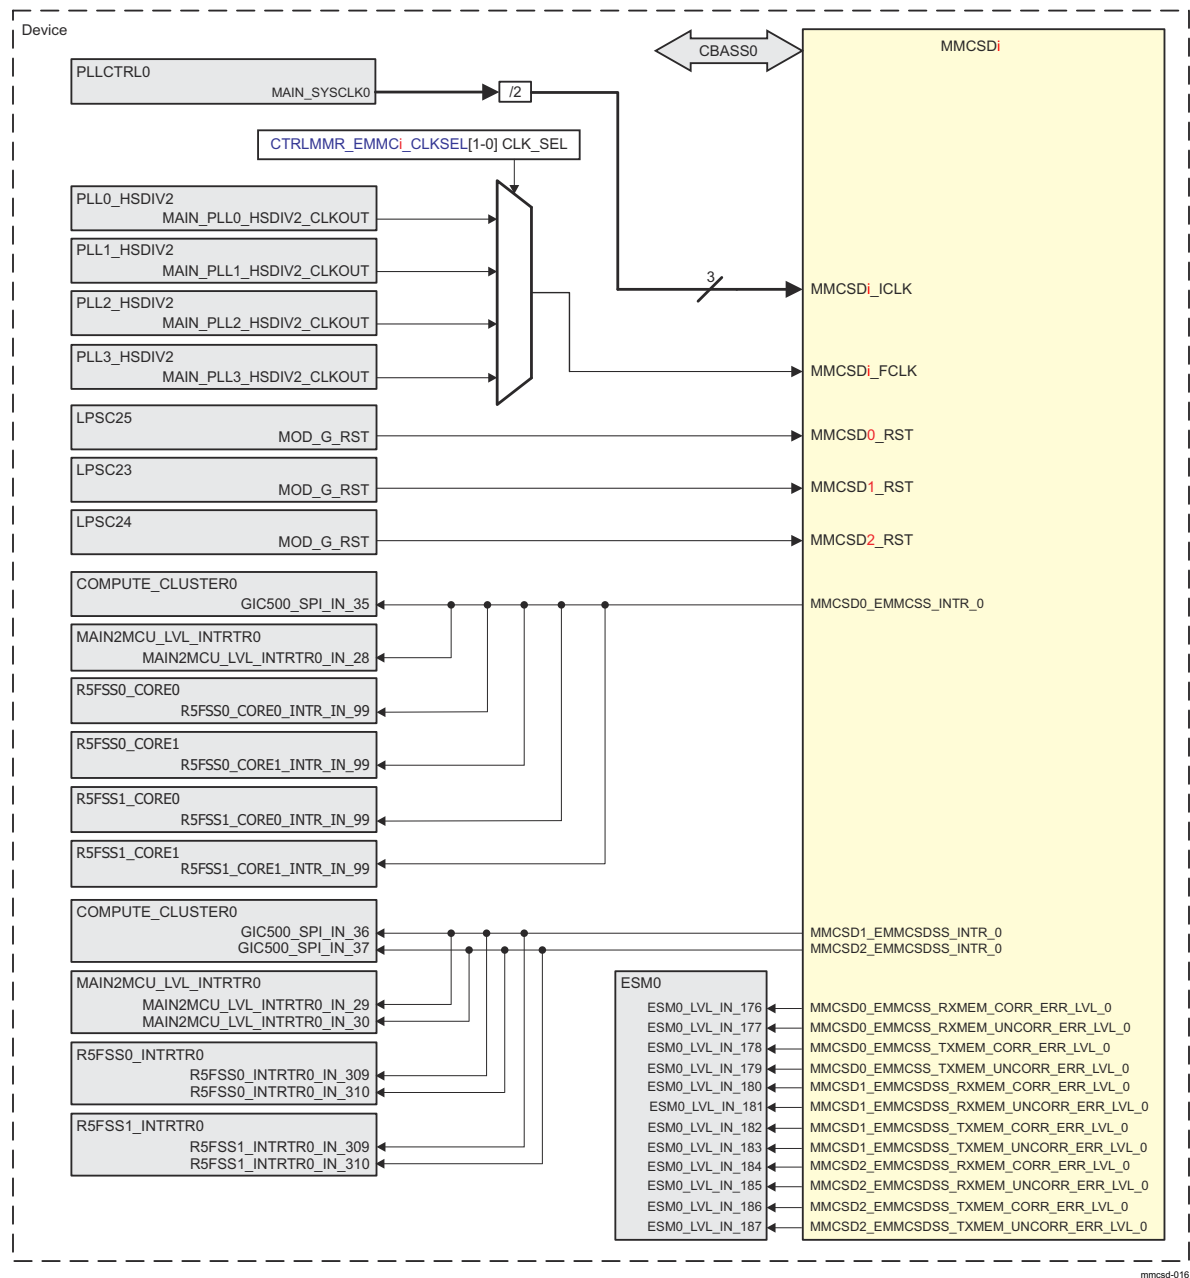 Device
CBASS0
MMCSDi
PLLCTRL0
MAIN_SYSCLK0
/2
CTRLMMR_EMMCi_CLKSEL[1-0] CLK_SEL
PLL0_HSDIV2
MAIN_PLL0_HSDIV2_CLKOUT
PLL1_HSDIV2
MAIN_PLL1_HSDIV2_CLKOUT
3
MMCSDi_ICLK
PLL2_HSDIV2
MAIN_PLL2_HSDIV2_CLKOUT
PLL3_HSDIV2
MAIN_PLL3_HSDIV2_CLKOUT
MMCSDi_FCLK
LPSC25
MOD_G_RST
MMCSD0_RST
LPSC23
MOD_G_RST
MMCSD1_RST
LPSC24
MOD_G_RST
MMCSD2_RST
COMPUTE_CLUSTER0
GIC500_SPI_IN_35
MMCSD0_EMMCSS_INTR_0
MAIN2MCU_LVL_INTRTR0
MAIN2MCU_LVL_INTRTR0_IN_28
R5FSS0_CORE0
R5FSS0_CORE0_INTR_IN_99
R5FSS0_CORE1
R5FSS0_CORE1_INTR_IN_99
R5FSS1_CORE0
R5FSS1_CORE0_INTR_IN_99
R5FSS1_CORE1
R5FSS1_CORE1_INTR_IN_99
COMPUTE_CLUSTER0
GIC500_SPI_IN_36
GIC500_SPI_IN_37
MMCSD1_EMMCSDSS_INTR_0
MMCSD2_EMMCSDSS_INTR_0
MAIN2MCU_LVL_INTRTR0
MAIN2MCU_LVL_INTRTR0_IN_29
MAIN2MCU_LVL_INTRTR0_IN_30
R5FSS0_INTRTR0
R5FSS0_INTRTR0_IN_309
R5FSS0_INTRTR0_IN_310
R5FSS1_INTRTR0
R5FSS1_INTRTR0_IN_309
R5FSS1_INTRTR0_IN_310
ESM0
ESM0_LVL_IN_176 MMCSD0_EMMCSS_RXMEM_CORR_ERR_LVL_0
ESM0_LVL_IN_177 MMCSD0_EMMCSS_RXMEM_UNCORR_ERR_LVL_0
ESM0_LVL_IN_178 MMCSD0_EMMCSS_TXMEM_CORR_ERR_LVL_0
ESM0_LVL_IN_179 MMCSD0_EMMCSS_TXMEM_UNCORR_ERR_LVL_0
ESM0_LVL_IN_180 MMCSD1_EMMCSDSS_RXMEM_CORR_ERR_LVL_0
ESM0_LVL_IN_181 MMCSD1_EMMCSDSS_RXMEM_UNCORR_ERR_LVL_0
ESM0_LVL_IN_182 MMCSD1_EMMCSDSS_TXMEM_CORR_ERR_LVL_0
ESM0_LVL_IN_183 MMCSD1_EMMCSDSS_TXMEM_UNCORR_ERR_LVL_0
ESM0_LVL_IN_184 MMCSD2_EMMCSDSS_RXMEM_CORR_ERR_LVL_0
ESM0_LVL_IN_185 MMCSD2_EMMCSDSS_RXMEM_UNCORR_ERR_LVL_0
ESM0_LVL_IN_186 MMCSD2_EMMCSDSS_TXMEM_CORR_ERR_LVL_0
ESM0_LVL_IN_187 MMCSD2_EMMCSDSS_TXMEM_UNCORR_ERR_LVL_0
mmcsd-016